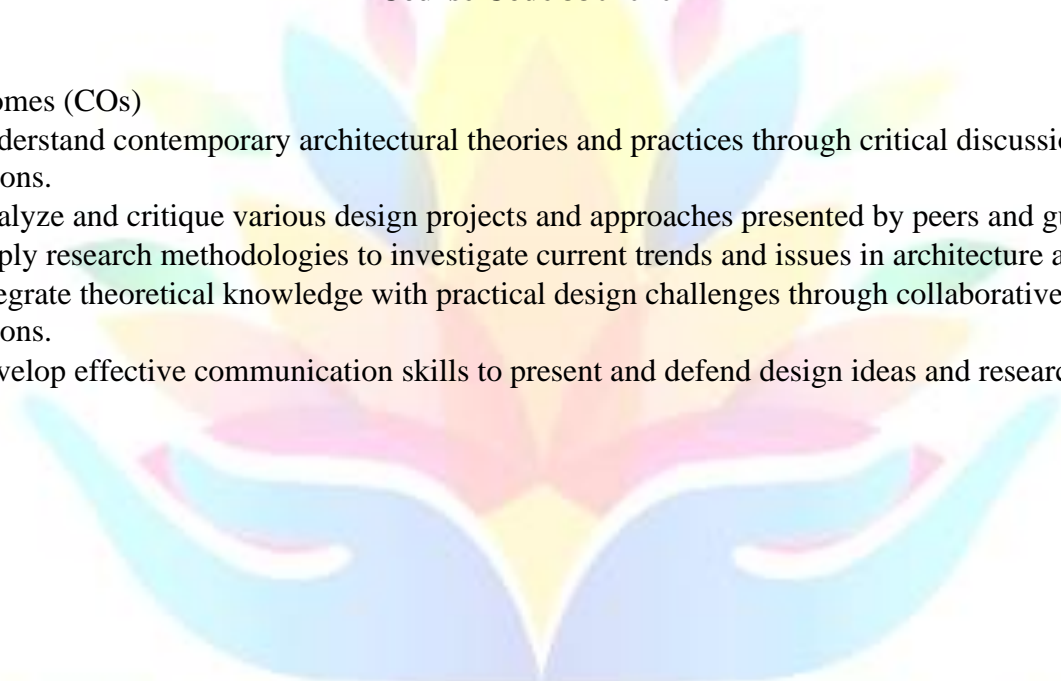 omes (COs)
derstand contemporary architectural theories and practices through critical discussi
ons.
alyze and critique various design projects and approaches presented by peers and g
ply research methodologies to investigate current trends and issues in architecture a
egrate theoretical knowledge with practical design challenges through collaborative
ons.
velop effective communication skills to present and defend design ideas and researc